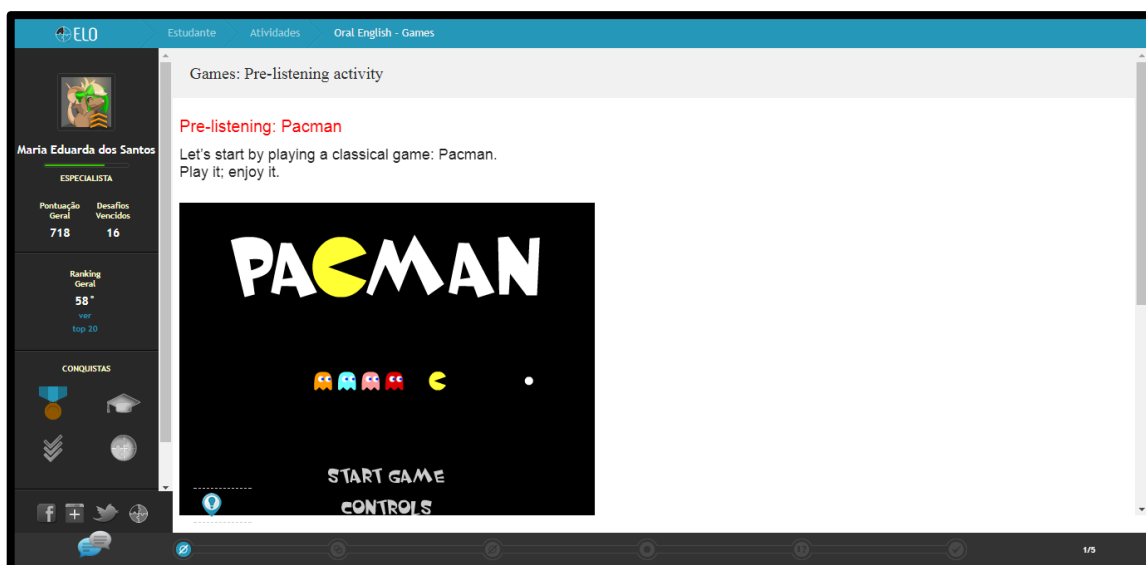 ELO
Estudante Atividades Oral English - Games
Games: Pre-listening activity
Maria Eduarda dos Santos
ESPECIALISTA
Pontuação Geral
718
Desafios Vencidos
16
Ranking
Geral
58°
ver
top 20
CONQUISTAS
Pre-listening: Pacman
Let's start by playing a classical game: Pacman.
Play it; enjoy it.
PACMAN
START GAME
CONTROLS
1/5